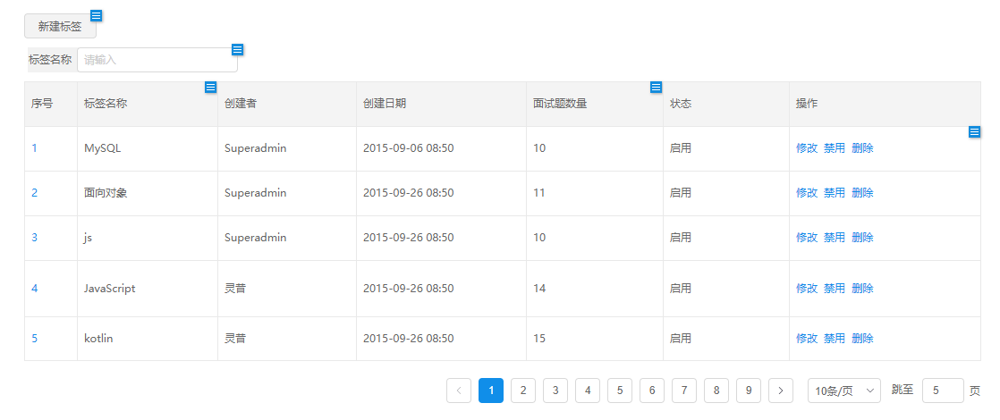 新建标签
标签名称 请输入
序号 标签名称 创建者 创建日期 面试题数量 状态 操作
1 MySQL Superadmin 2015-09-06 08:50 10 启用 修改 禁用 删除
2 面向对象 Superadmin 2015-09-26 08:50 11 启用 修改 禁用 删除
3 js Superadmin 2015-09-26 08:50 10 启用 修改 禁用 删除
4 JavaScript 灵昔 2015-09-26 08:50 14 启用 修改 禁用 删除
5 kotlin 灵昔 2015-09-26 08:50 15 启用 修改 禁用 删除
1 2 3 4 5 6 7 8 9 10条/页 跳至 5 页